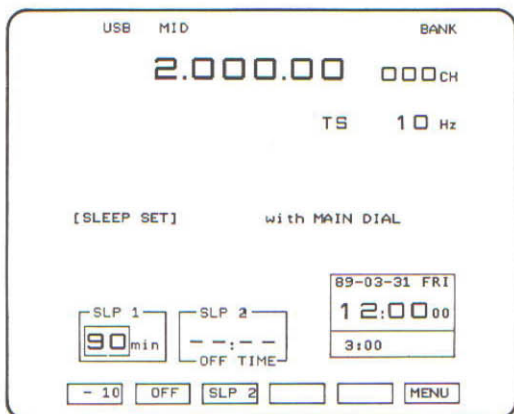 USB MID BANK
2.000.00 000CH
TS 10 Hz
[SLEEP SET] with MAIN DIAL
89-03-31 FRI
12:00 00
3:00
SLP 1 SLP 2
90 min --:--
OFF TIME
- 10 OFF SLP 2 MENU